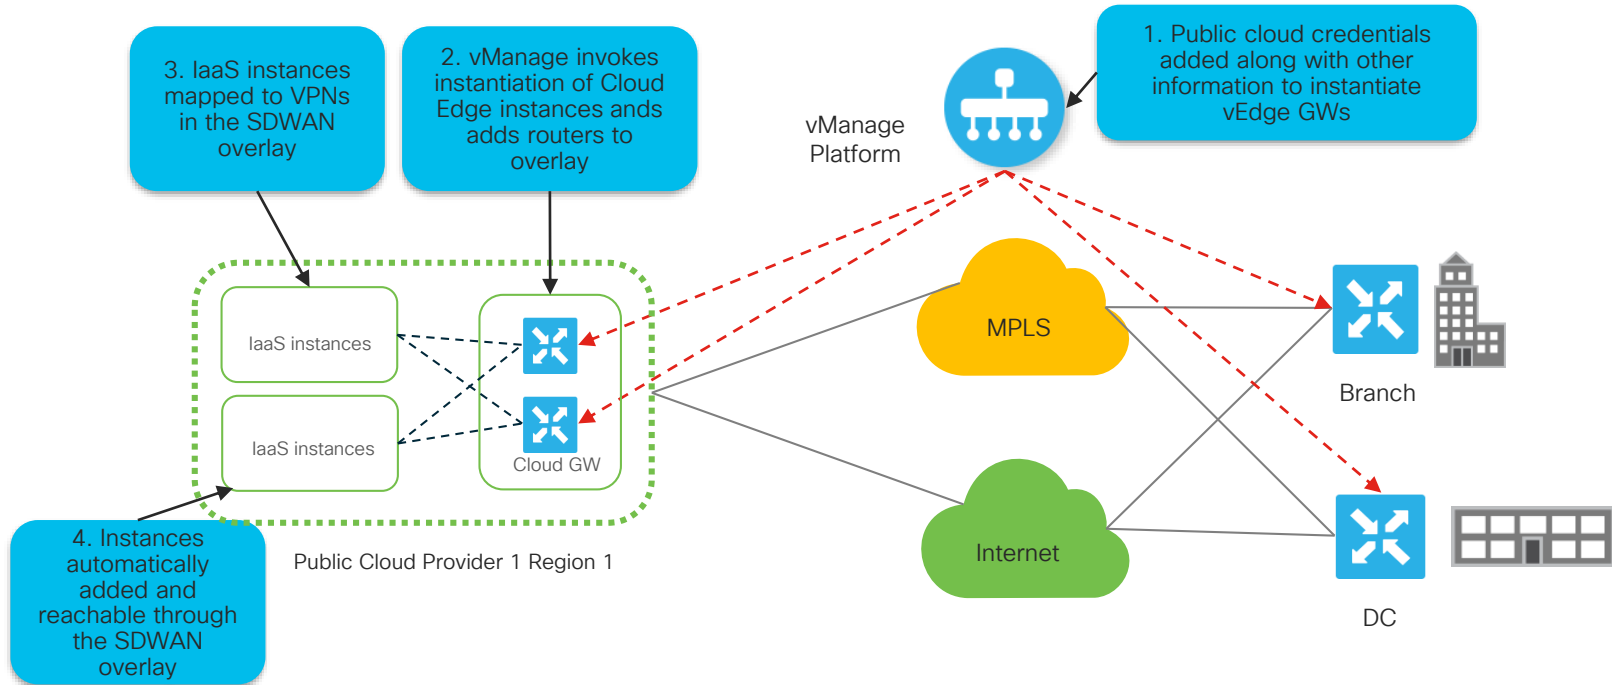 3. IaaS instances
mapped to VPNs
in the SDWAN
overlay
2. vManage invokes
instantiation of Cloud
Edge instances ands
adds routers to
overlay
1. Public cloud credentials
added along with other
information to instantiate
vEdge GWs
vManage
Platform
IaaS instances
IaaS instances
Cloud GW
MPLS
Internet
Branch
DC
4. Instances
automatically
added and
reachable through
the SDWAN
overlay
Public Cloud Provider 1 Region 1